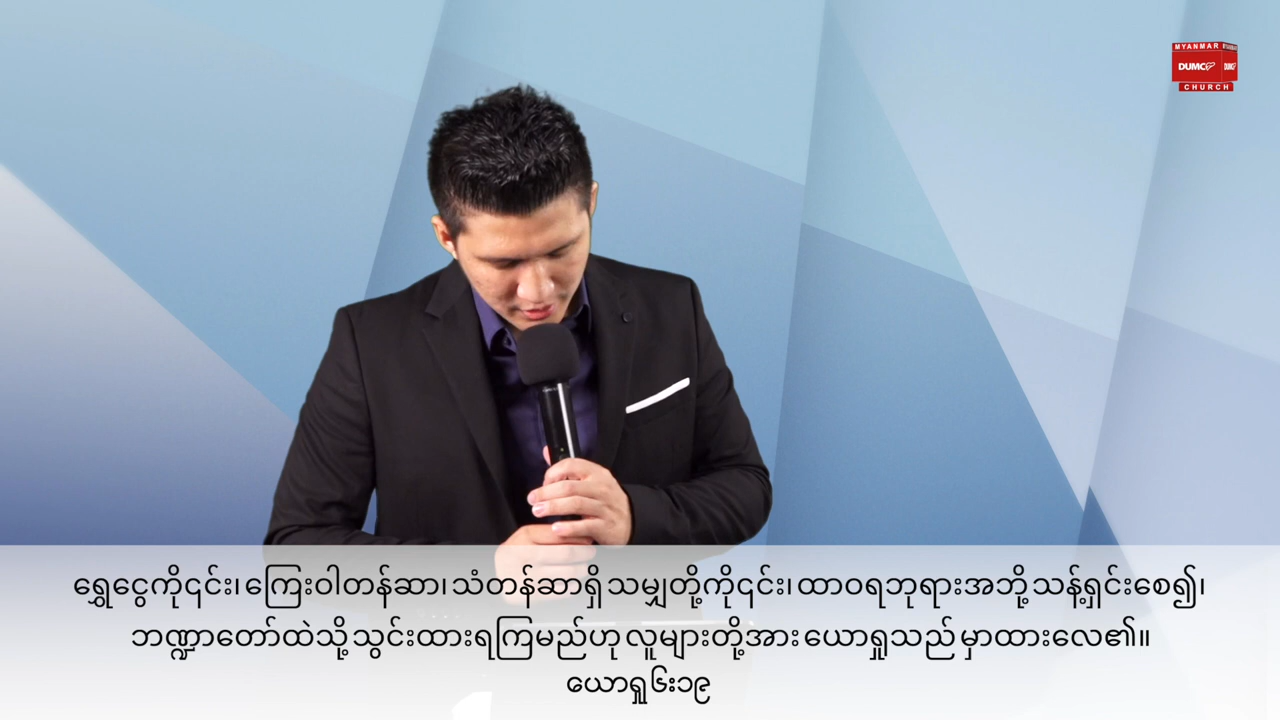 MYANMAR
DUMC
CHURCH
ရွှေငွေကို၎င်း၊ ကြေးဝါတန်ဆာ၊ သံတန်ဆာရှိ သမျှတို့ကို၎င်း၊ ထာဝရဘုရားအဘို့ သန့်ရှင်းစေ၍၊
ဘဏ္ဍာတော်ထဲသို့ သွင်းထားရကြမည်ဟု လူများတို့အား ယောရှုသည် မှာထားလေ၏။
ယောရှု၆း၁၉